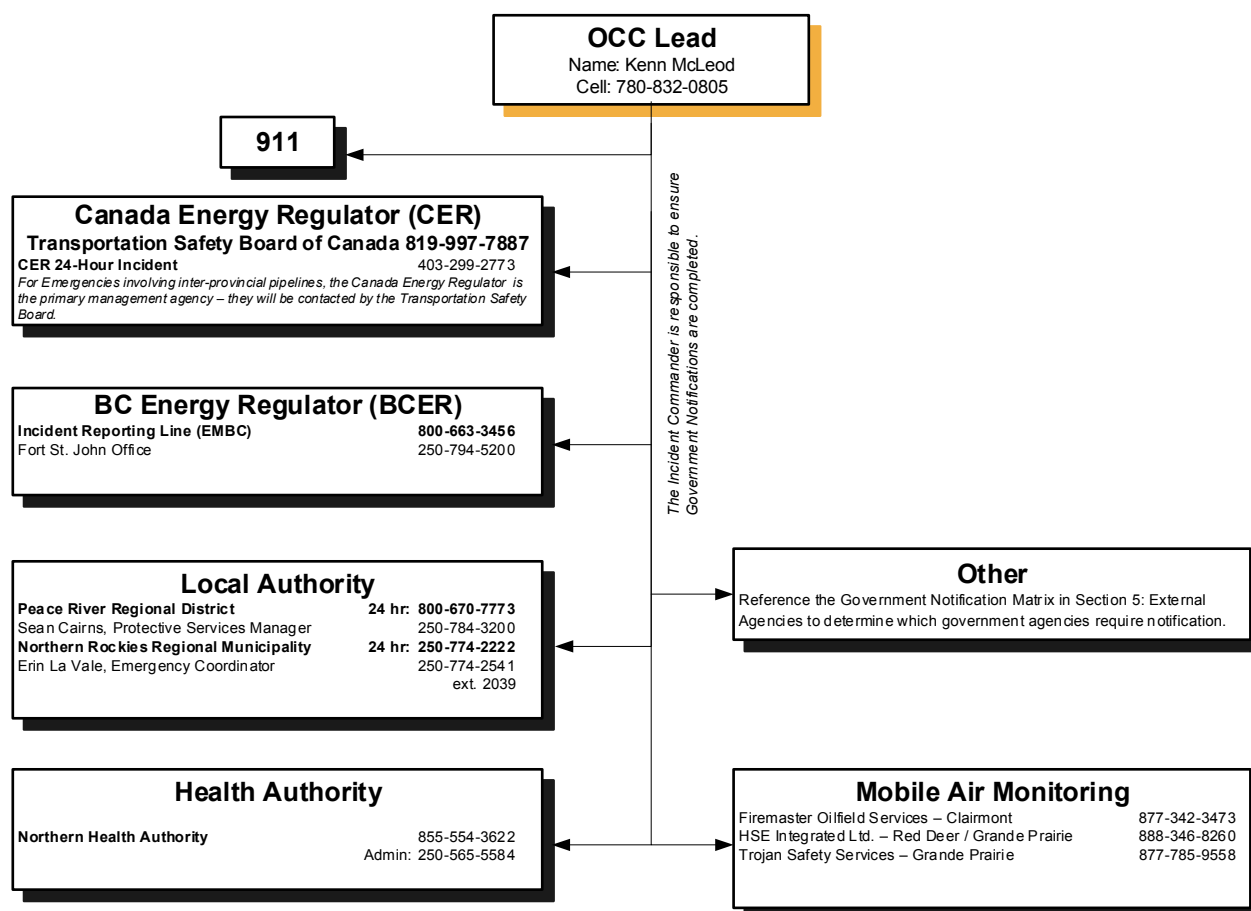 OCC Lead
Name: Kenn McLeod
Cell: 780-832-0805
911
Canada Energy Regulator (CER)
Transportation Safety Board of Canada 819-997-7887
CER 24-Hour Incident 403-299-2773
For Emergencies involving inter-provincial pipelines, the Canada Energy Regulator is
the primary management agency – they will be contacted by the Transportation Safety
Board.
The Incident Commander is responsible to ensure
Government Notifications are completed.
BC Energy Regulator (BCER)
Incident Reporting Line (EMBC) 800-663-3456
Fort St. John Office 250-794-5200
Local Authority
Peace River Regional District 24 hr: 800-670-7773
Sean Cairns, Protective Services Manager 250-784-3200
Northern Rockies Regional Municipality 24 hr: 250-774-2222
Erin La Vale, Emergency Coordinator 250-774-2541
ext. 2039
Other
Reference the Government Notification Matrix in Section 5: External
Agencies to determine which government agencies require notification.
Health Authority
Northern Health Authority 855-554-3622
Admin: 250-565-5584
Mobile Air Monitoring
Firemaster Oilfield Services – Clairmont 877-342-3473
HSE Integrated Ltd. – Red Deer / Grande Prairie 888-346-8260
Trojan Safety Services – Grande Prairie 877-785-9558